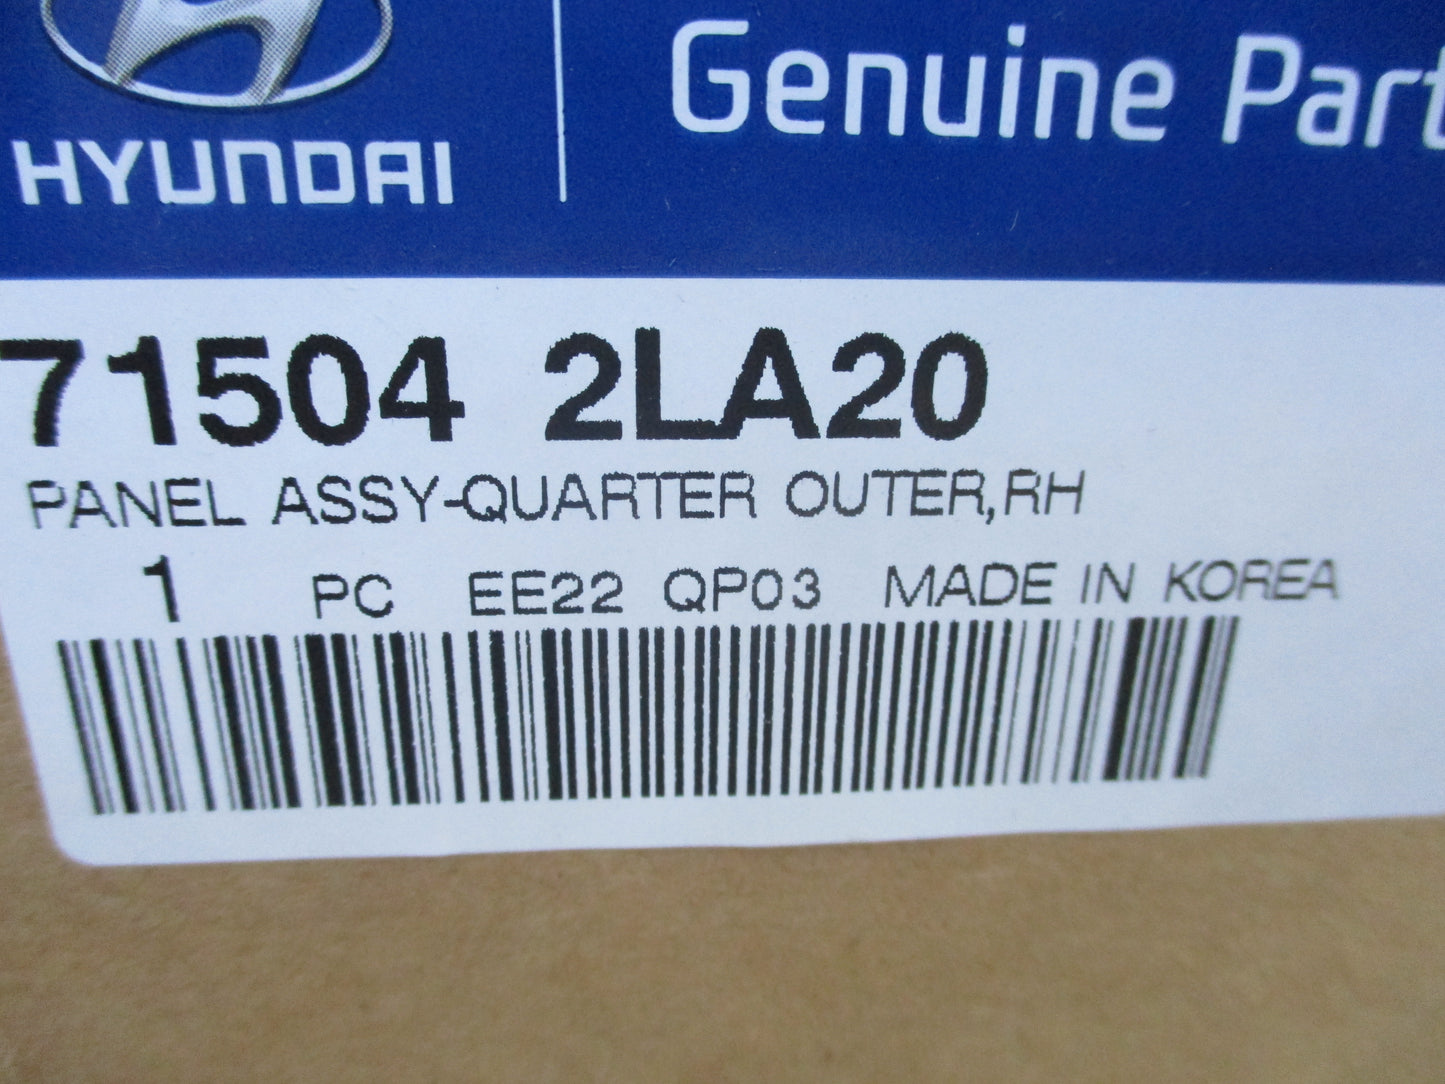 HYUNDAI
Genuine Part
71504 2LA20
PANEL ASSY-QUARTER OUTER,RH
1 PC EE22 QP03 MADE IN KOREA